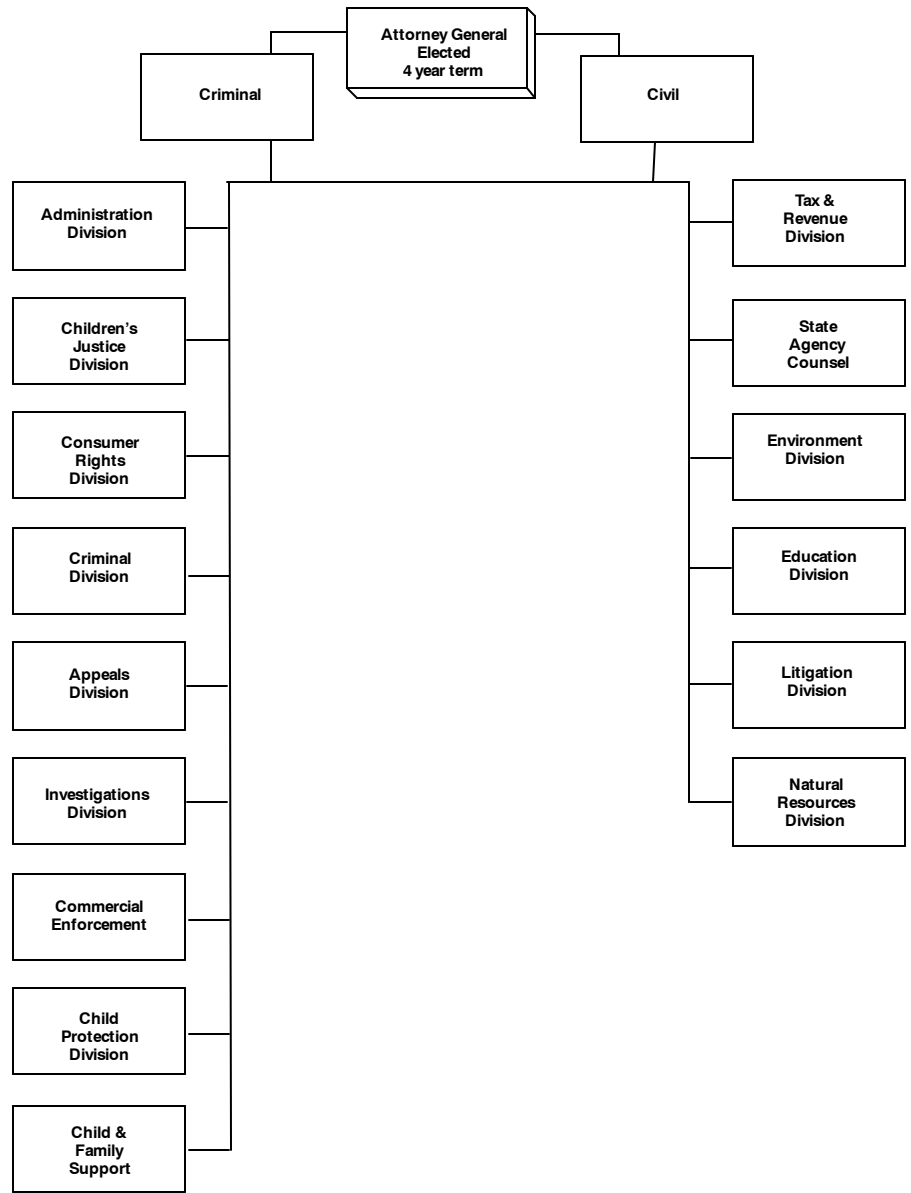 Attorney General
Elected
4 year term
Criminal
Civil
Administration
Division
Children’s
Justice
Division
Consumer
Rights
Division
Criminal
Division
Appeals
Division
Investigations
Division
Commercial
Enforcement
Child
Protection
Division
Child &
Family
Support
Tax &
Revenue
Division
State
Agency
Counsel
Environment
Division
Education
Division
Litigation
Division
Natural
Resources
Division